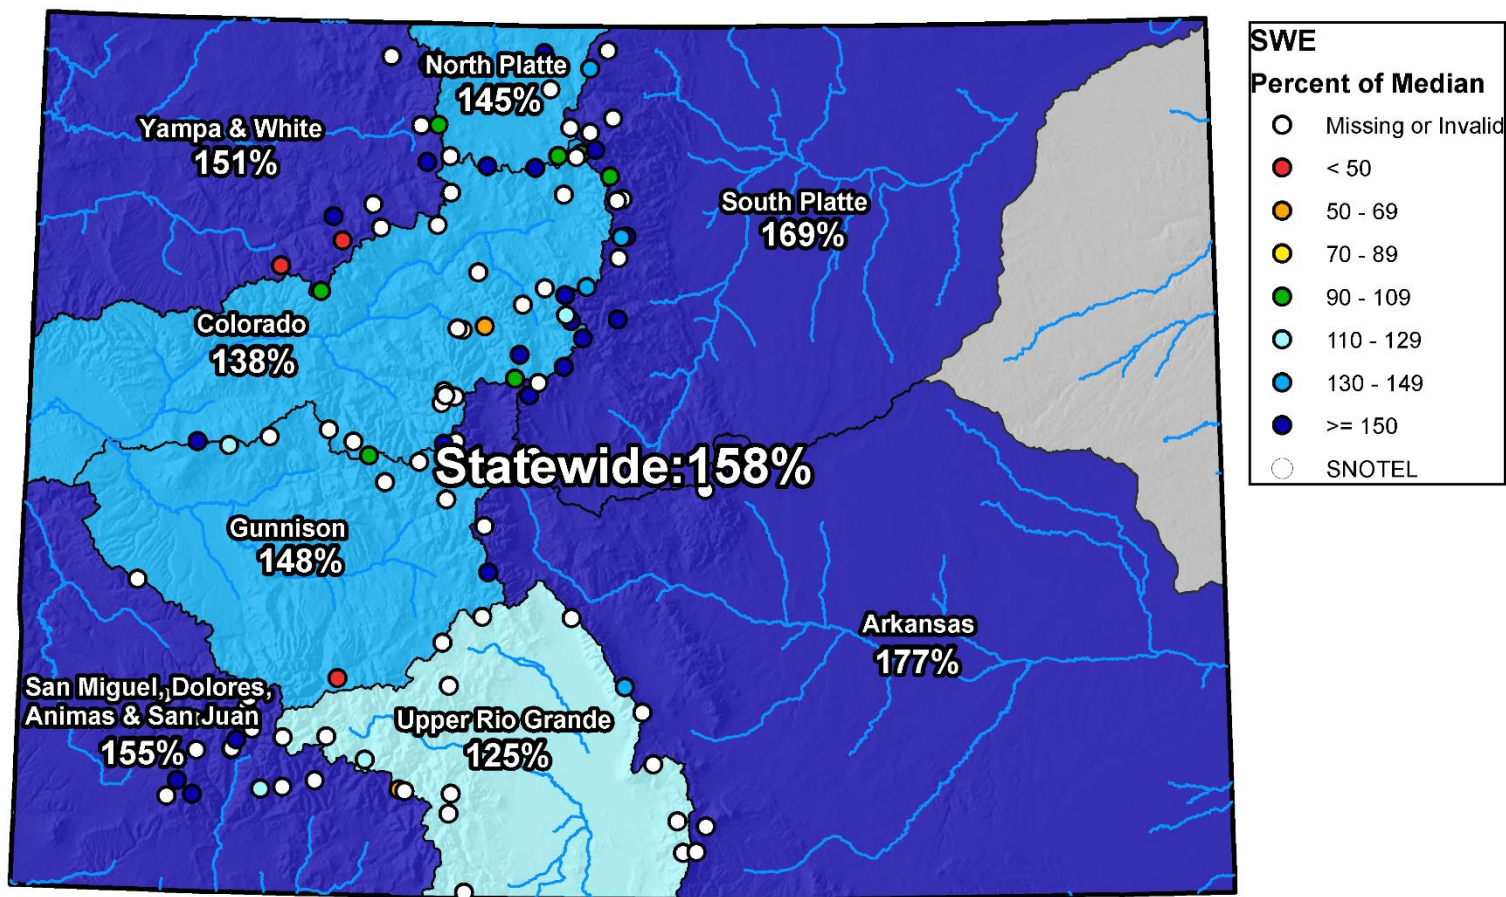 North Platte
145%
Yampa & White
151%
South Platte
169%
Colorado
138%
Statewide:158%
Gunnison
148%
Arkansas
177%
San Miguel, Dolores,
Animas & San Juan
155%
Upper Rio Grande
125%
SWE
Percent of Median
Missing or Invalid
< 50
50 - 69
70 - 89
90 - 109
110 - 129
130 - 149
>= 150
SNOTEL